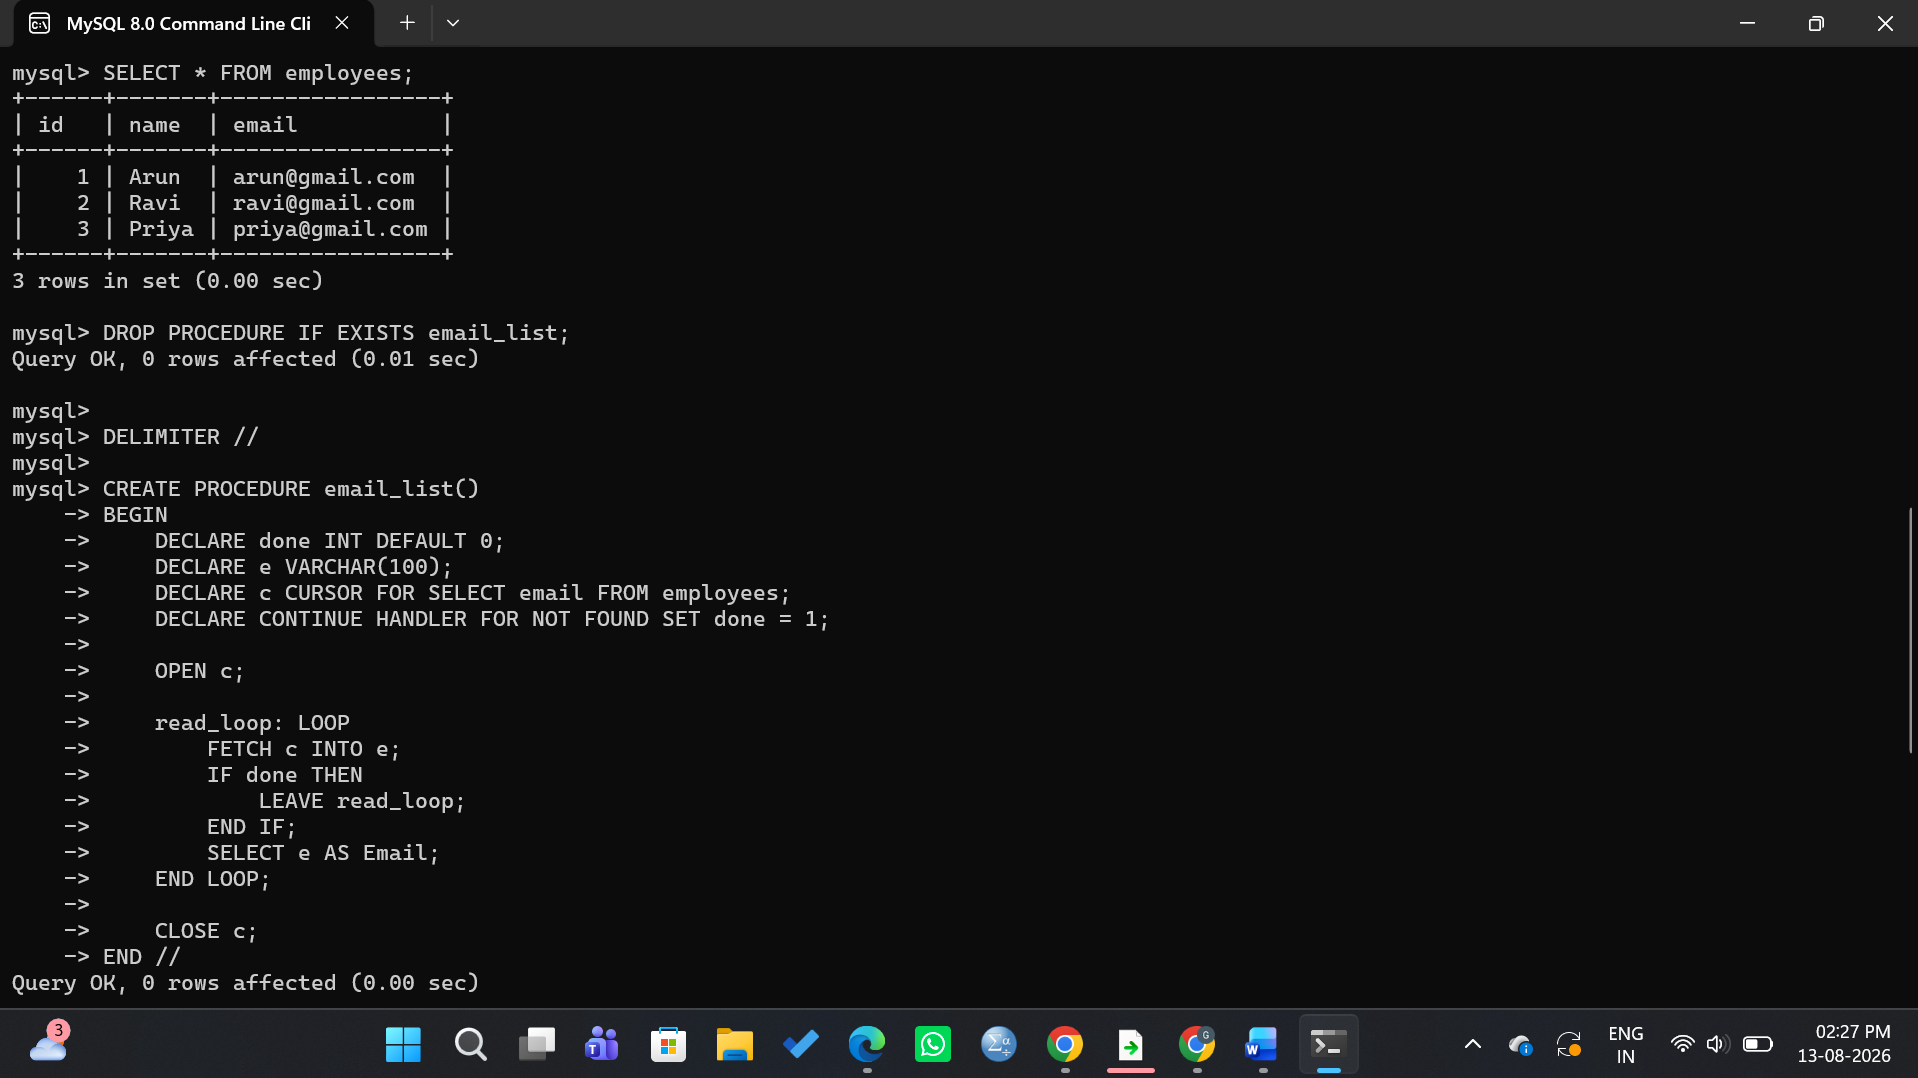 MySQL 8.0 Command Line Cli
mysql> SELECT * FROM employees;
+------+-------+-----------------+
| id   | name  | email           |
+------+-------+-----------------+
|    1 | Arun  | arun@gmail.com  |
|    2 | Ravi  | ravi@gmail.com  |
|    3 | Priya | priya@gmail.com |
+------+-------+-----------------+
3 rows in set (0.00 sec)
mysql> DROP PROCEDURE IF EXISTS email_list;
Query OK, 0 rows affected (0.01 sec)
mysql>
mysql> DELIMITER //
mysql>
mysql> CREATE PROCEDURE email_list()
    -> BEGIN
    ->     DECLARE done INT DEFAULT 0;
    ->     DECLARE e VARCHAR(100);
    ->     DECLARE c CURSOR FOR SELECT email FROM employees;
    ->     DECLARE CONTINUE HANDLER FOR NOT FOUND SET done = 1;
    ->
    ->     OPEN c;
    ->
    ->     read_loop: LOOP
    ->         FETCH c INTO e;
    ->         IF done THEN
    ->             LEAVE read_loop;
    ->         END IF;
    ->         SELECT e AS Email;
    ->     END LOOP;
    ->
    ->     CLOSE c;
    -> END //
Query OK, 0 rows affected (0.00 sec)
3
ENG
IN
02:27 PM
13-08-2026